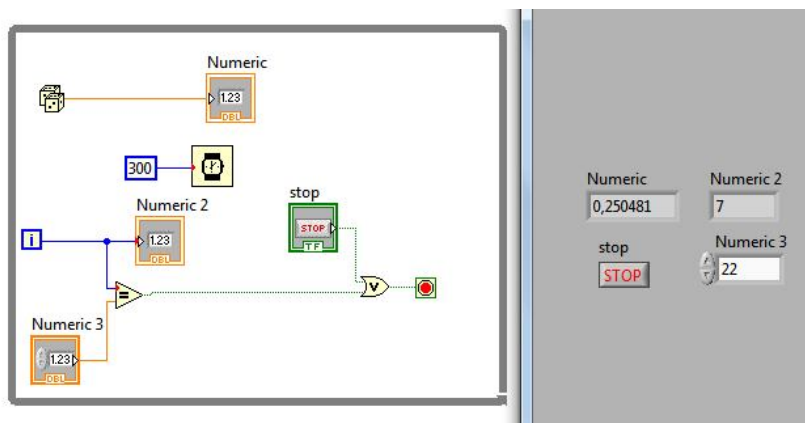 Numeric
1.23
DBL
300
Numeric 2
1.23
DBL
stop
STOP
TF
i
=
V
Numeric 3
1.23
DBL
Numeric
0,250481
Numeric 2
7
stop
STOP
Numeric 3
22